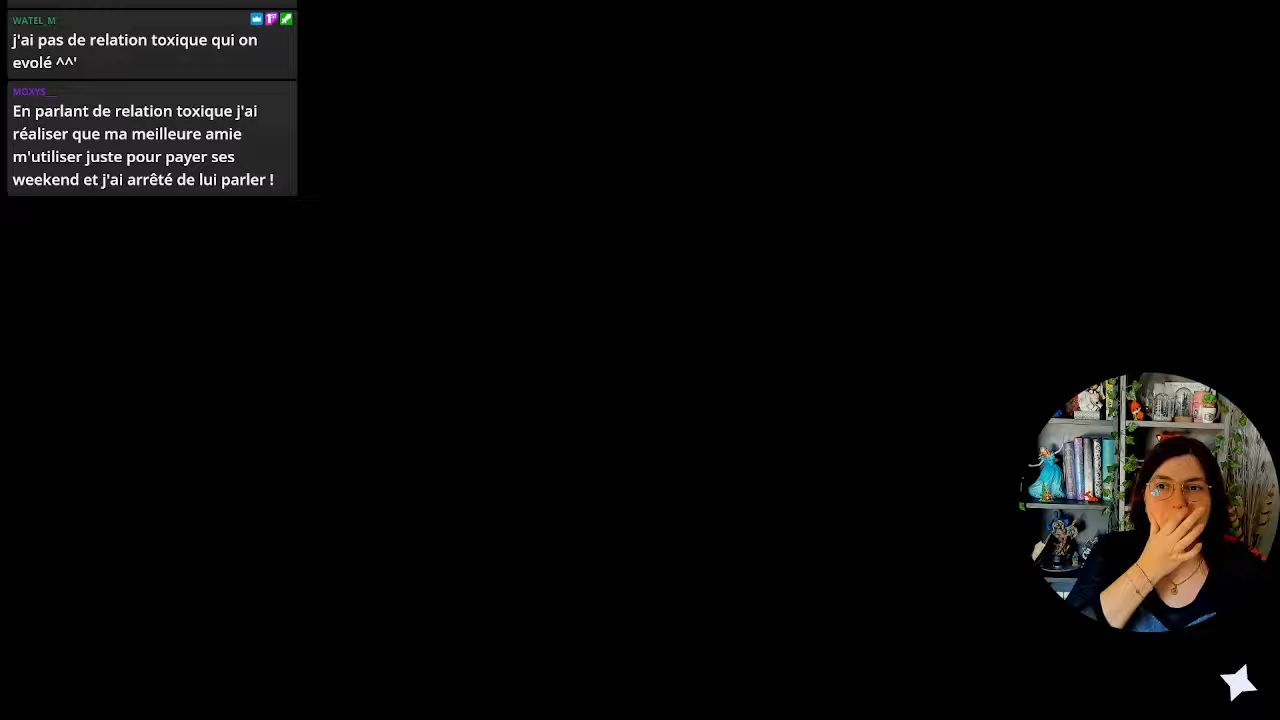 WATEL_M
j'ai pas de relation toxique qui on
evolé ^^'
MOXYS__
En parlant de relation toxique j'ai
réaliser que ma meilleure amie
m'utiliser juste pour payer ses
weekend et j'ai arrêté de lui parler !